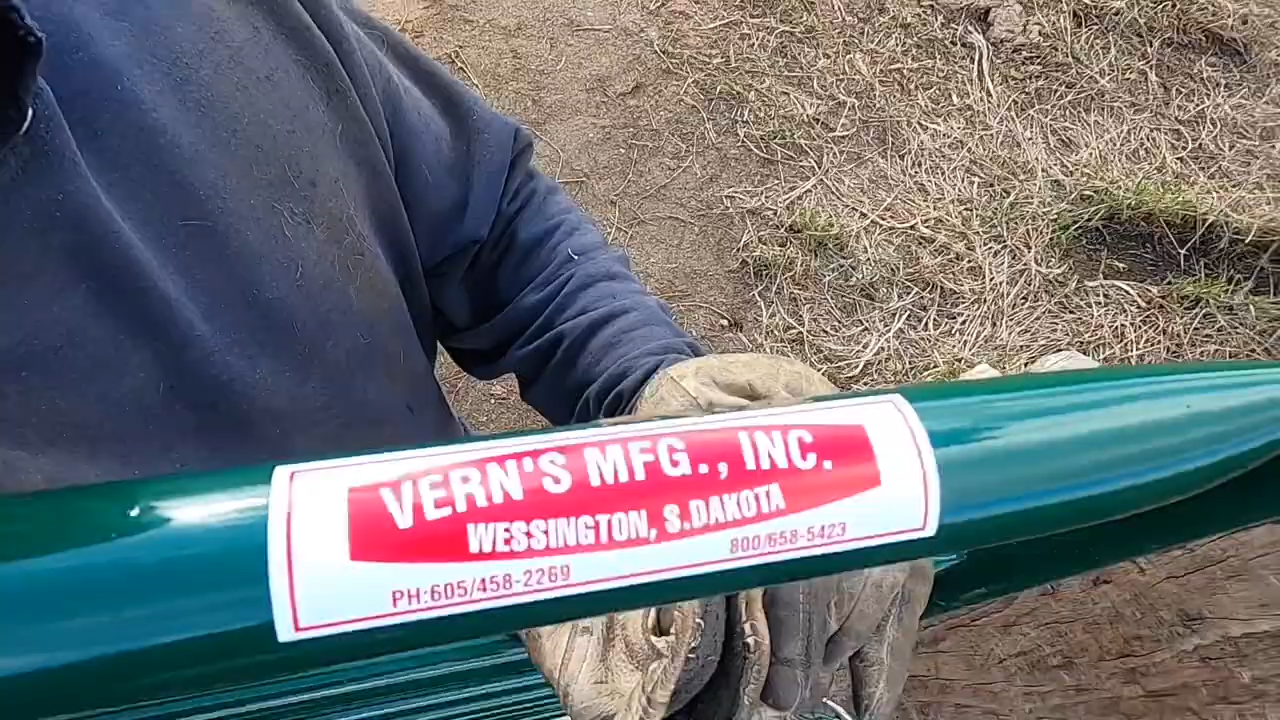 VERN'S MFG., INC.
WESSINGTON, S.DAKOTA
800/658-5423
PH:605/458-2269